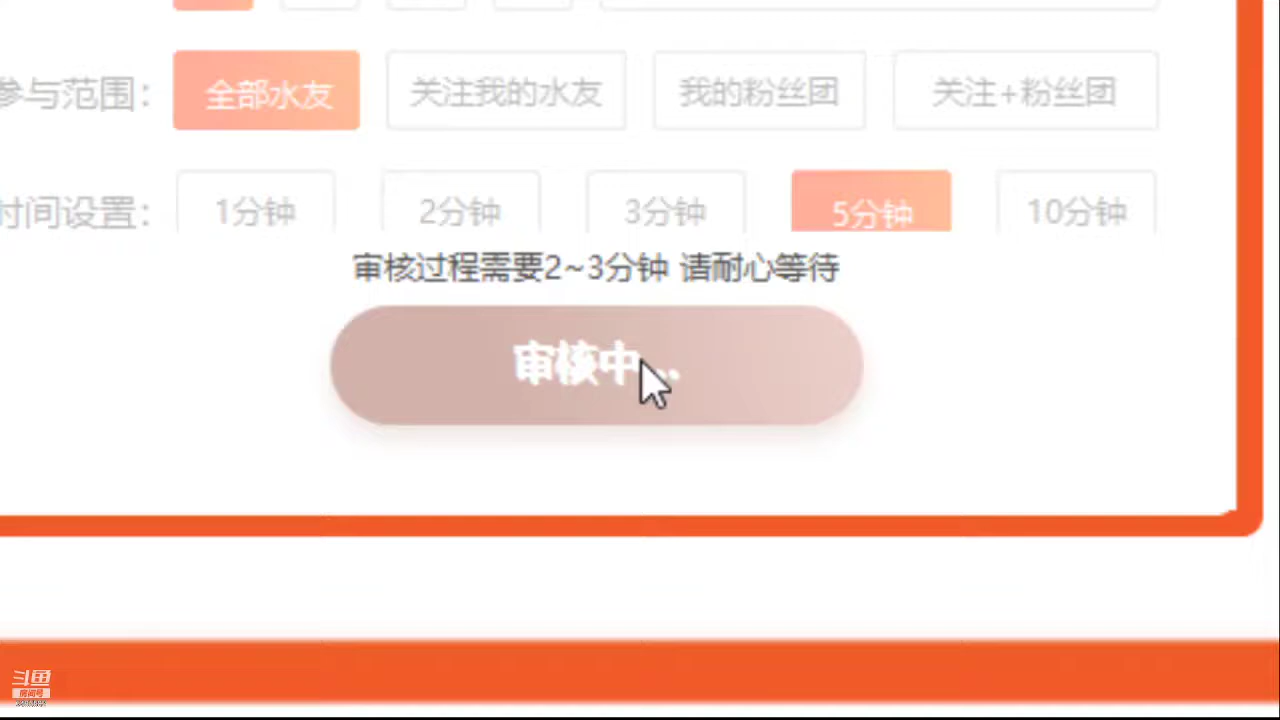 参与范围： 全部水友 关注我的水友 我的粉丝团 关注+粉丝团
时间设置： 1分钟 2分钟 3分钟 5分钟 10分钟
审核过程需要2~3分钟 请耐心等待
审核中...
斗鱼
房间号